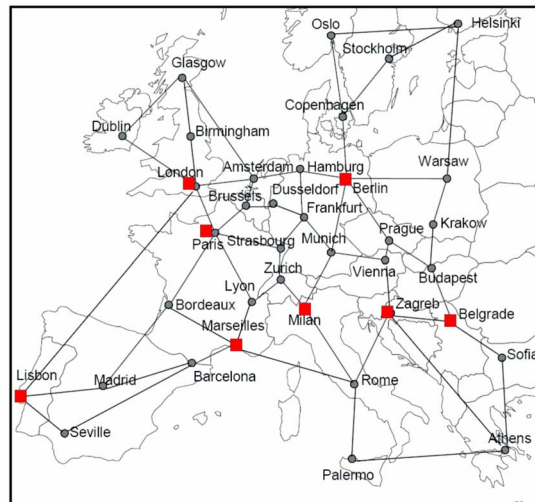 Oslo
Helsinki
Stockholm
Glasgow
Copenhagen
Dublin
Birmingham
London
Amsterdam
Hamburg
Warsaw
Berlin
Brussels
Dusseldorf
Frankfurt
Krakow
Paris
Strasbourg
Munich
Prague
Vienna
Budapest
Zurich
Lyon
Bordeaux
Milan
Zagreb
Belgrade
Marseilles
Sofia
Lisbon
Madrid
Barcelona
Rome
Seville
Athens
Palermo